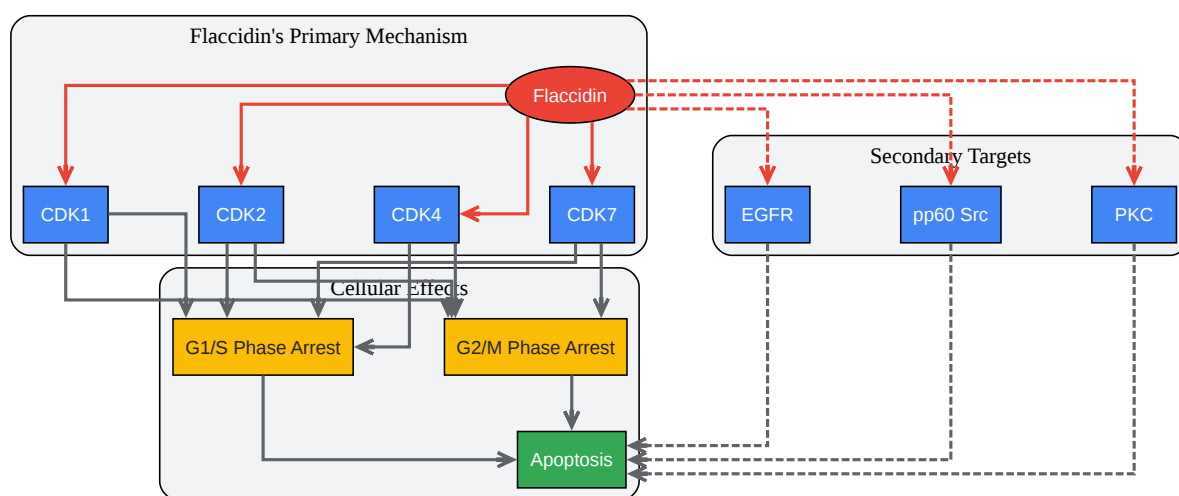 Flaccidin's Primary Mechanism
Flaccidin
Secondary Targets
CDK1
CDK2
CDK4
CDK7
EGFR
pp60 Src
PKC
Cellular Effects
G1/S Phase Arrest
G2/M Phase Arrest
Apoptosis